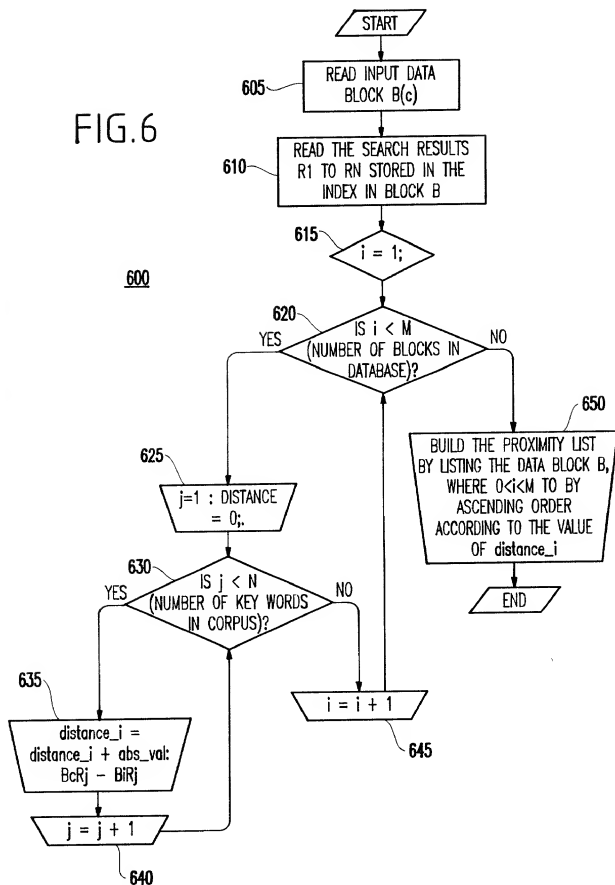 START
605
READ INPUT DATA
BLOCK B(c)
FIG.6
610
READ THE SEARCH RESULTS
R1 TO RN STORED IN THE
INDEX IN BLOCK B
615
i = 1;
600
620
IS i < M
(NUMBER OF BLOCKS IN
DATABASE)?
YES
NO
650
BUILD THE PROXIMITY LIST
BY LISTING THE DATA BLOCK B,
WHERE 0<i<M TO BY
ASCENDING ORDER
ACCORDING TO THE VALUE
OF distance_i
END
625
j=1 : DISTANCE
= 0;.
630
IS j < N
(NUMBER OF KEY WORDS
IN CORPUS)?
YES
NO
635
distance_i =
distance_i + abs_val:
BcRj - BiRj
i = i + 1
645
j = j + 1
640